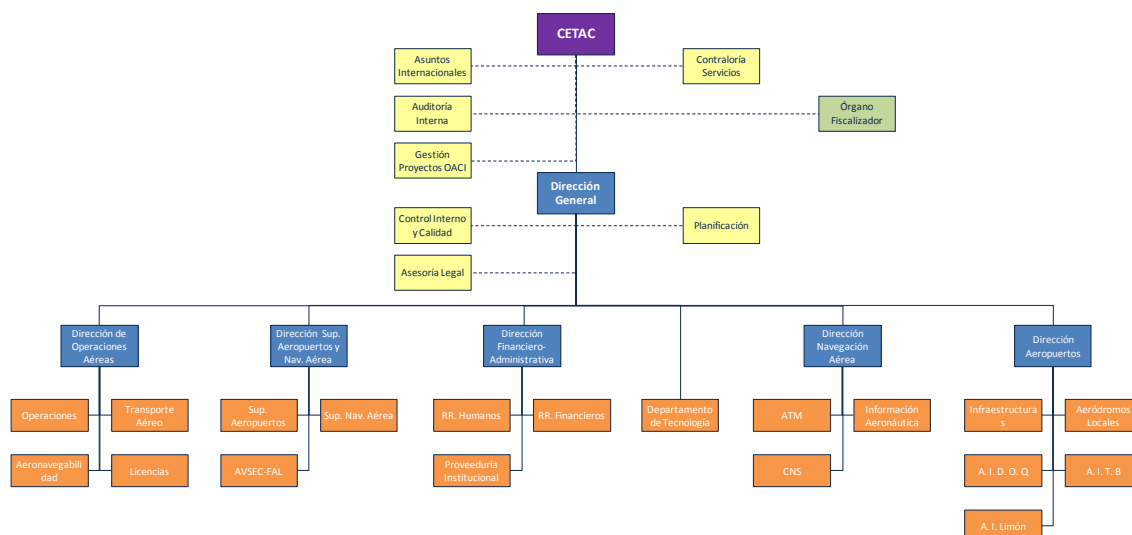 CETAC
Asuntos
Internacionales
Contraloría
Servicios
Auditoría
Interna
Órgano
Fiscalizador
Gestión
Proyectos OACI
Dirección
General
Control Interno
y Calidad
Planificación
Asesoría Legal
Dirección de
Operaciones
Aéreas
Dirección Sup.
Aeropuertos y
Nav. Aérea
Dirección
Financiero-
Administrativa
Dirección
Navegación
Aérea
Dirección
Aeropuertos
Operaciones
Transporte
Aéreo
Sup.
Aeropuertos
Sup. Nav. Aérea
RR. Humanos
RR. Financieros
Departamento
de Tecnología
ATM
Información
Aeronáutica
Infraestructura
s
Aeródromos
Locales
Aeronavegabili
dad
Licencias
AVSEC-FAL
Proveeduría
Institucional
CNS
A. I. D. O. Q
A. I. T. B
A. I. Limón